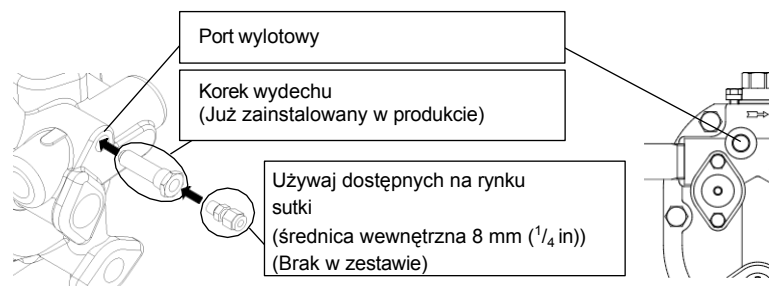 Port wylotowy
Korek wydechu
(Już zainstalowany w produkcie)
Używaj dostępnych na rynku
sutki
(średnica wewnętrzna 8 mm (1/4 in))
(Brak w zestawie)